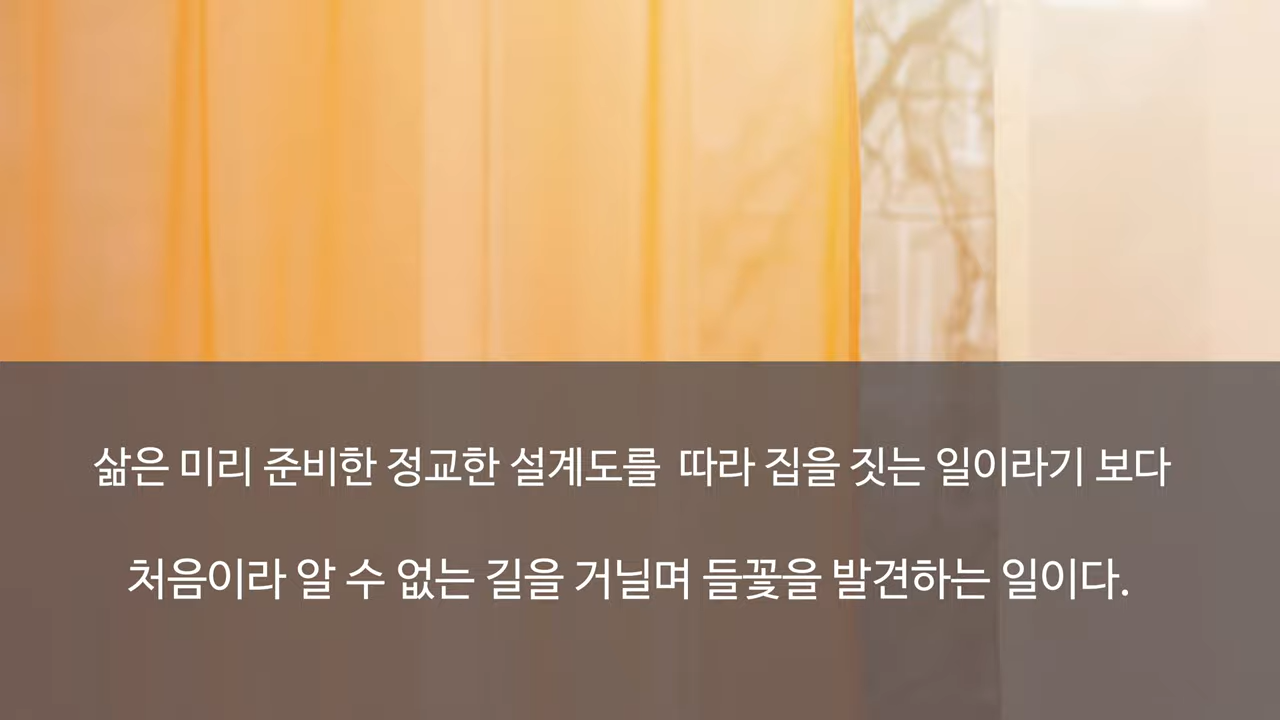 삶은 미리 준비한 정교한 설계도를  따라 집을 짓는 일이라기 보다
처음이라 알 수 없는 길을 거닐며 들꽃을 발견하는 일이다.